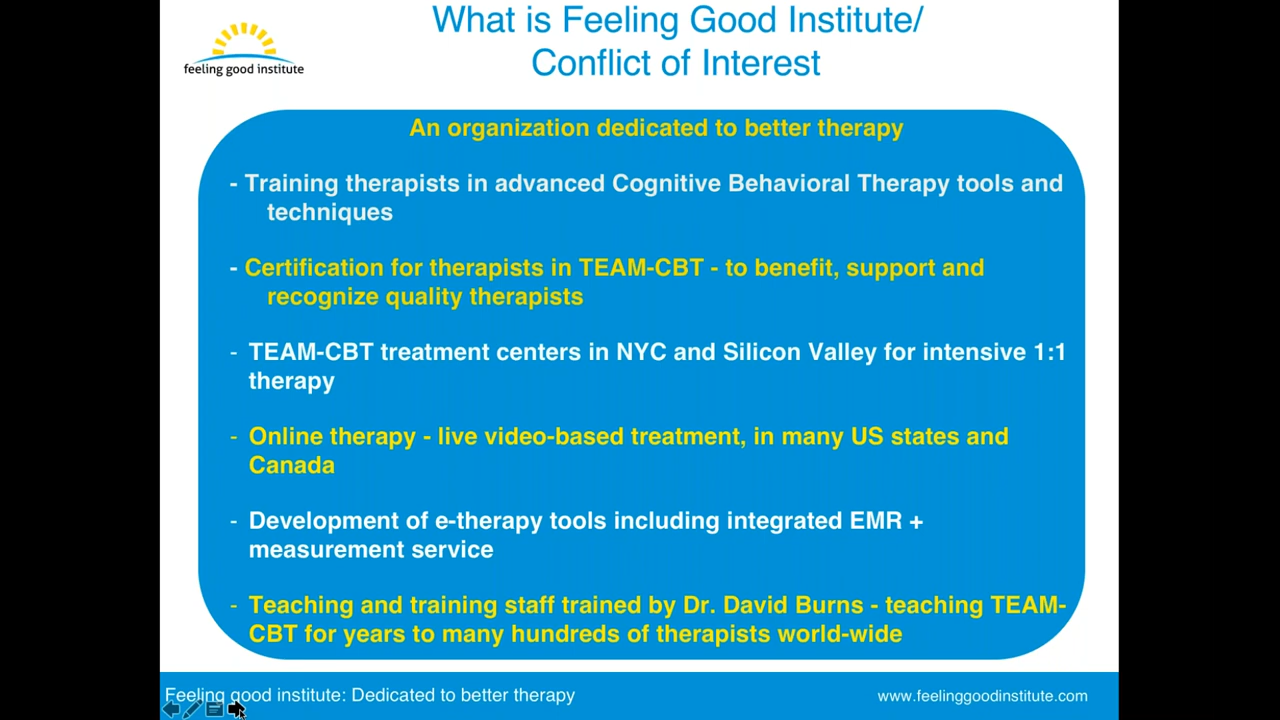 What is Feeling Good Institute/
Conflict of Interest
feeling good institute
An organization dedicated to better therapy
- Training therapists in advanced Cognitive Behavioral Therapy tools and
techniques
- Certification for therapists in TEAM-CBT - to benefit, support and
recognize quality therapists
- TEAM-CBT treatment centers in NYC and Silicon Valley for intensive 1:1
therapy
- Online therapy - live video-based treatment, in many US states and
Canada
- Development of e-therapy tools including integrated EMR +
measurement service
- Teaching and training staff trained by Dr. David Burns - teaching TEAM-
CBT for years to many hundreds of therapists world-wide
Feeling good institute: Dedicated to better therapy
www.feelinggoodinstitute.com